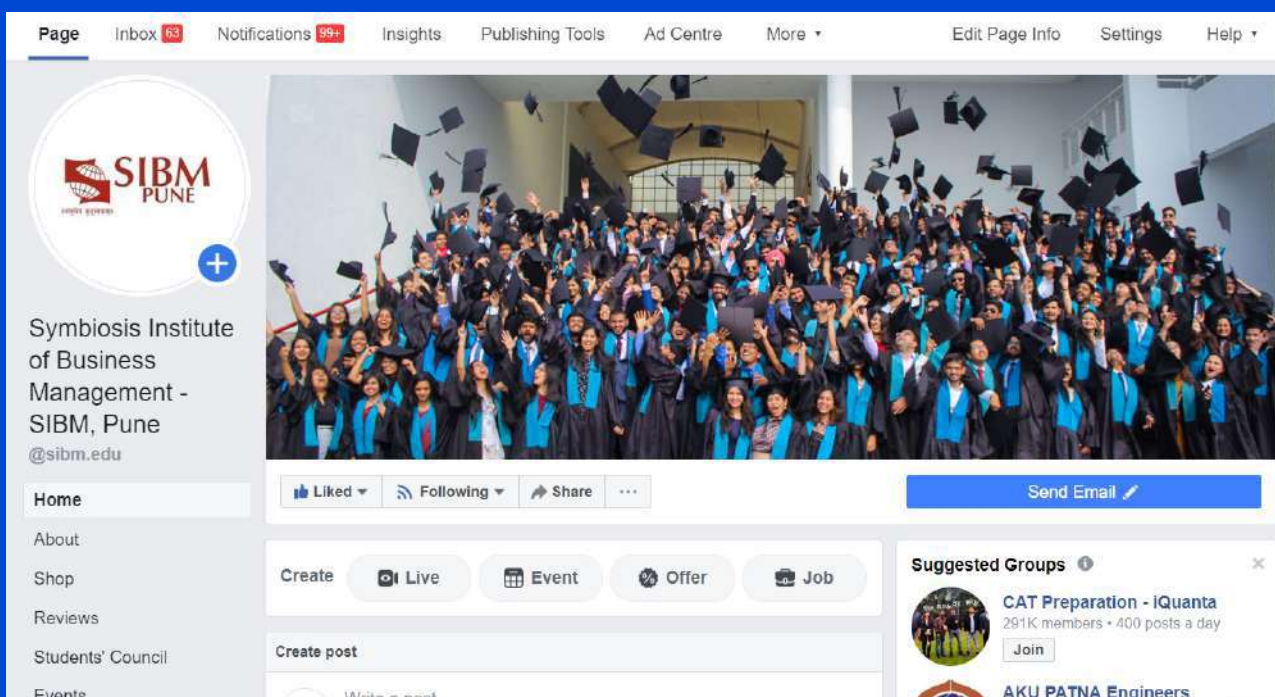 Page
Inbox 63
Notifications 99+
Insights
Publishing Tools
Ad Centre
More
Edit Page Info
Settings
Help
SIBM
PUNE
Symbiosis Institute
of Business
Management -
SIBM, Pune
@sibm.edu
Home
About
Shop
Reviews
Students' Council
Events
Liked
Following
Share
...
Send Email
Create
Live
Event
Offer
Job
Create post
Write a post
Suggested Groups
CAT Preparation - iQuanta
291K members • 400 posts a day
Join
AKU PATNA Engineers